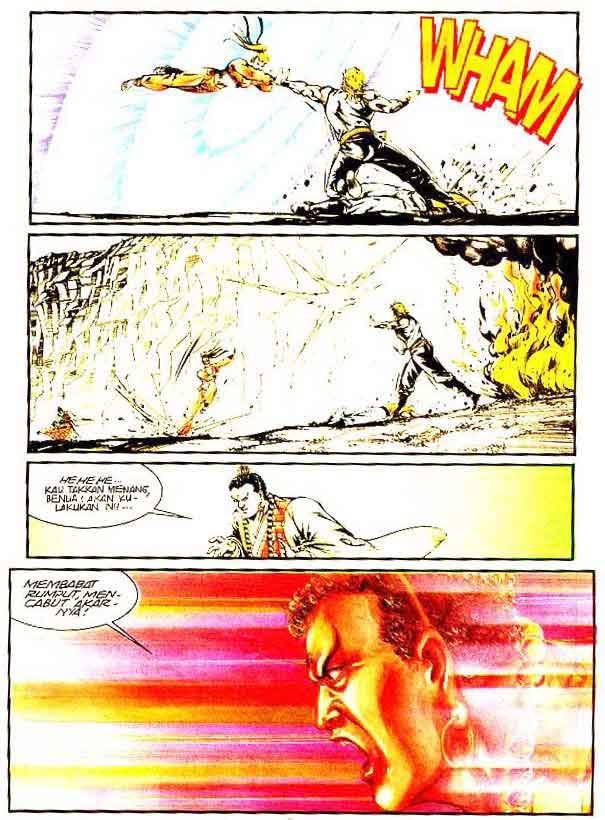 WHAM
HE HE HE...
KAU TAKKAN MENANG,
BENUA! AKAN KU-
LAKUKAN INI...
MEMBABAT
RUMPUT, MEN-
CABUT AKAR-
NYA!